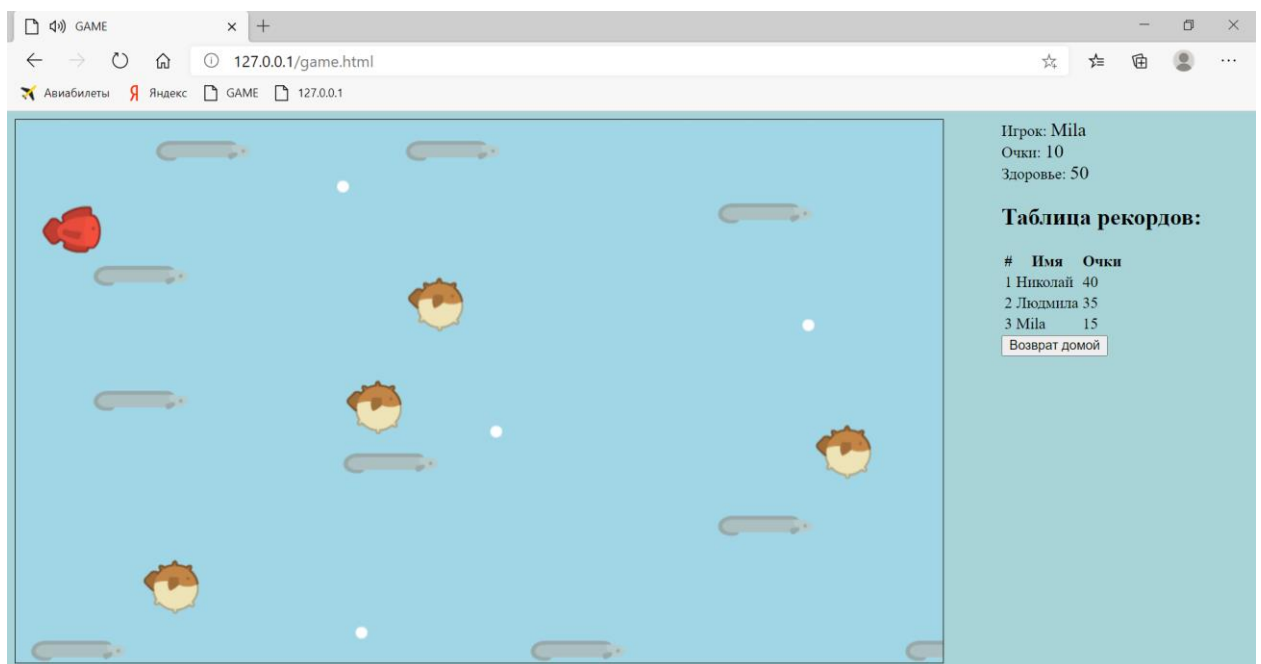 GAME
127.0.0.1/game.html
Авиабилеты Яндекс GAME 127.0.0.1
Игрок: Mila
Очки: 10
Здоровье: 50
Таблица рекордов:
# Имя Очки
1 Николай 40
2 Людмила 35
3 Mila 15
Возврат домой